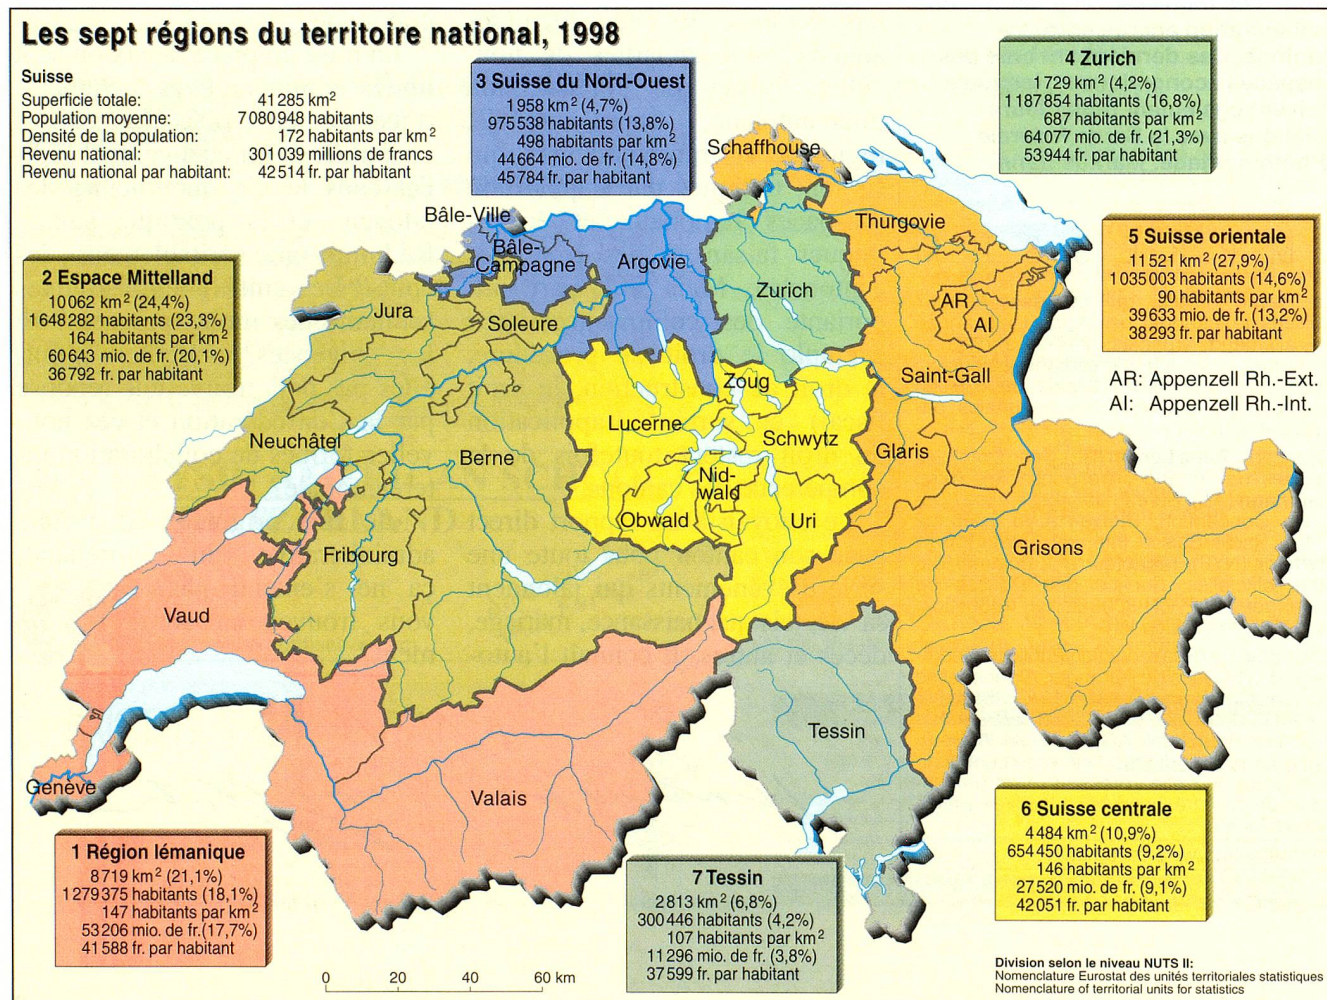 Les sept régions du territoire national, 1998
Suisse
Superficie totale: 41 285 km²
Population moyenne: 7 080 948 habitants
Densité de la population: 172 habitants par km²
Revenu national: 301 039 millions de francs
Revenu national par habitant: 42 514 fr. par habitant
3 Suisse du Nord-Ouest
1 958 km² (4,7%)
975 538 habitants (13,8%)
498 habitants par km²
44 664 mio. de fr. (14,8%)
45 784 fr. par habitant
4 Zurich
1 729 km² (4,2%)
1 187 854 habitants (16,8%)
687 habitants par km²
64 077 mio. de fr. (21,3%)
53 944 fr. par habitant
2 Espace Mittelland
10 062 km² (24,4%)
1 648 282 habitants (23,3%)
164 habitants par km²
60 643 mio. de fr. (20,1%)
36 792 fr. par habitant
5 Suisse orientale
11 521 km² (27,9%)
1 035 003 habitants (14,6%)
90 habitants par km²
39 633 mio. de fr. (13,2%)
38 293 fr. par habitant
AR: Appenzell Rh.-Ext.
AI: Appenzell Rh.-Int.
Schaffhouse
Bâle-Ville
Bâle-
Campagne
Argovie
Thurgovie
Zurich
AR
AI
Jura
Soleure
Saint-Gall
Zoug
Lucerne
Schwytz
Neuchâtel
Berne
Glaris
Nid-
wald
Obwald
Uri
Fribourg
Grisons
Vaud
Tessin
Genève
Valais
1 Région lémanique
8 719 km² (21,1%)
1 279 375 habitants (18,1%)
147 habitants par km²
53 206 mio. de fr.(17,7%)
41 588 fr. par habitant
7 Tessin
2 813 km² (6,8%)
300 446 habitants (4,2%)
107 habitants par km²
11 296 mio. de fr. (3,8%)
37 599 fr. par habitant
6 Suisse centrale
4 484 km² (10,9%)
654 450 habitants (9,2%)
146 habitants par km²
27 520 mio. de fr. (9,1%)
42 051 fr. par habitant
0 20 40 60 km
Division selon le niveau NUTS II:
Nomenclature Eurostat des unités territoriales statistiques
Nomenclature of territorial units for statistics